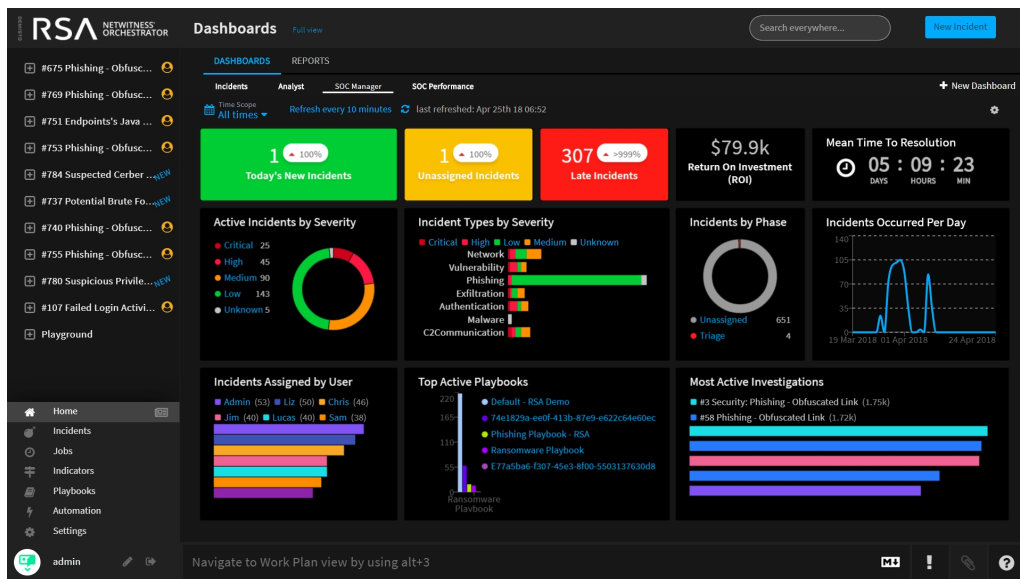 DEMISTO
RSA NETWITNESS® ORCHESTRATOR
Dashboards
Full view
Search everywhere...
New Incident
#675 Phishing - Obfusc...
#769 Phishing - Obfusc...
#751 Endpoints's Java ...
#753 Phishing - Obfusc...
#784 Suspected Cerber ... NEW
#737 Potential Brute Fo... NEW
#740 Phishing - Obfusc...
#755 Phishing - Obfusc...
#780 Suspicious Privile... NEW
#107 Failed Login Activi...
Playground
Home
Incidents
Jobs
Indicators
Playbooks
Automation
Settings
admin
DASHBOARDS REPORTS
Incidents Analyst SOC Manager SOC Performance
+ New Dashboard
Time Scope
All times
Refresh every 10 minutes
last refreshed: Apr 25th 18 06:52
1 100%
Today's New Incidents
1 100%
Unassigned Incidents
307 >999%
Late Incidents
$79.9k
Return On Investment
(ROI)
Mean Time To Resolution
05 : 09 : 23
DAYS HOURS MIN
Active Incidents by Severity
Critical 25
High 45
Medium 90
Low 143
Unknown 5
Incident Types by Severity
Critical High Low Medium Unknown
Network
Vulnerability
Phishing
Exfiltration
Authentication
Malware
C2Communication
Incidents by Phase
Unassigned 651
Triage 4
Incidents Occurred Per Day
140
105
70
35
0
19 Mar 2018 01 Apr 2018 24 Apr 2018
Incidents Assigned by User
Admin (53) Liz (50) Chris (46)
Jim (40) Lucas (40) Sam (38)
Top Active Playbooks
220
165
110
55
0
Ransomware
Playbook
Default - RSA Demo
74e1829a-ee0f-413b-87e9-e622c64e60ec
Phishing Playbook - RSA
Ransomware Playbook
E77a5ba6-f307-45e3-8f00-5503137630d8
Most Active Investigations
#3 Security: Phishing - Obfuscated Link (1.75k)
#58 Phishing - Obfuscated Link (1.72k)
Navigate to Work Plan view by using alt+3
M
! ?